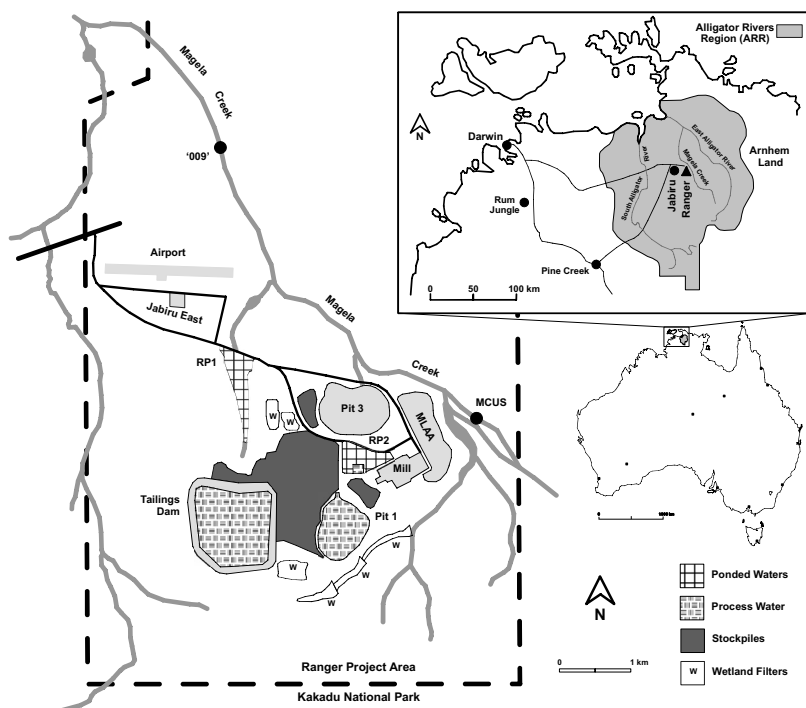 Magela
Creek
'009'
Airport
Jabiru East
RP1
Magela
Creek
MCUS
Pit 3
RP2
MLAA
Mill
W
W
Tailings
Dam
Pit 1
W
W
W
W
Ranger Project Area
Kakadu National Park
Alligator Rivers
Region (ARR)
N
Darwin
Rum
Jungle
Pine Creek
East Alligator River
Magela Creek
River
South Alligator
Jabiru
Ranger
Arnhem
Land
0 50 100 km
0 1000 km
N
0 1 km
Ponded Waters
Process Water
Stockpiles
W
Wetland Filters